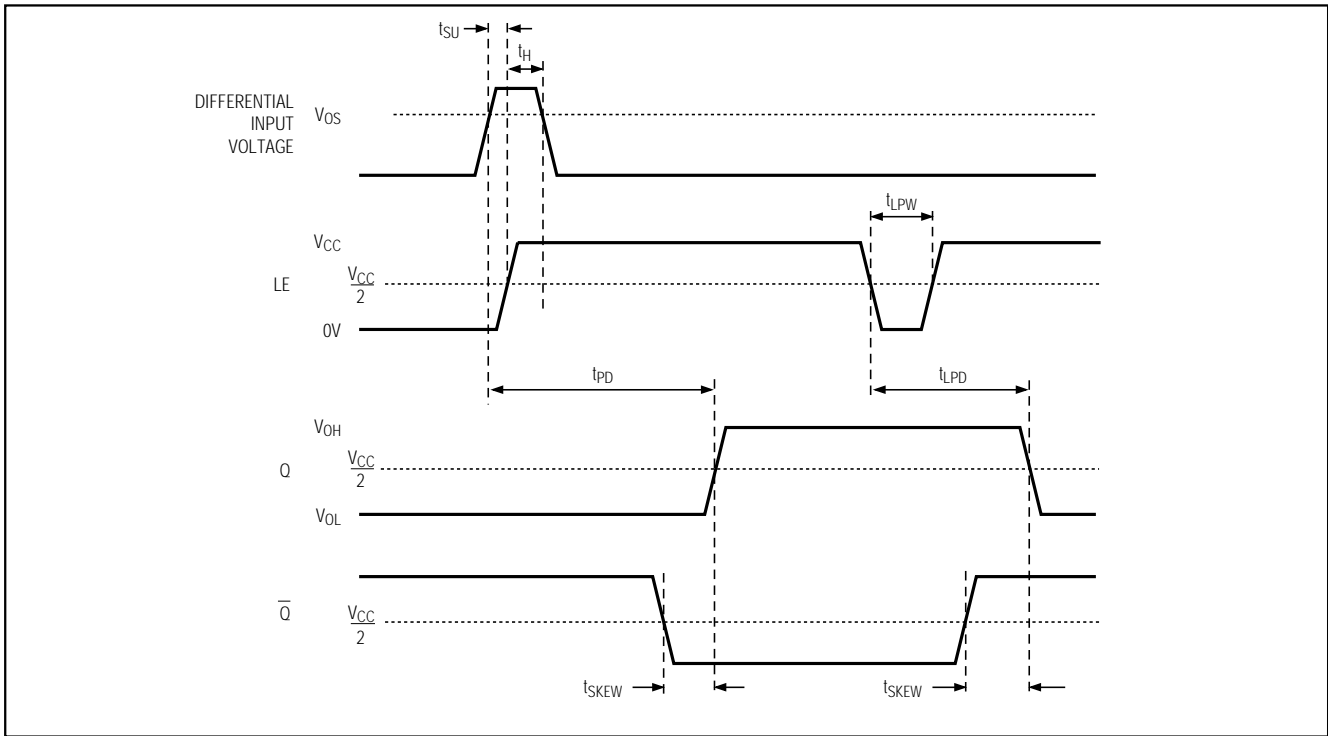 tSU
tH
DIFFERENTIAL
INPUT
VOLTAGE
VOS
tLPW
VCC
LE
VCC
2
0V
tPD
tLPD
VOH
Q
VCC
2
VOL
Q̅
VCC
2
tSKEW
tSKEW